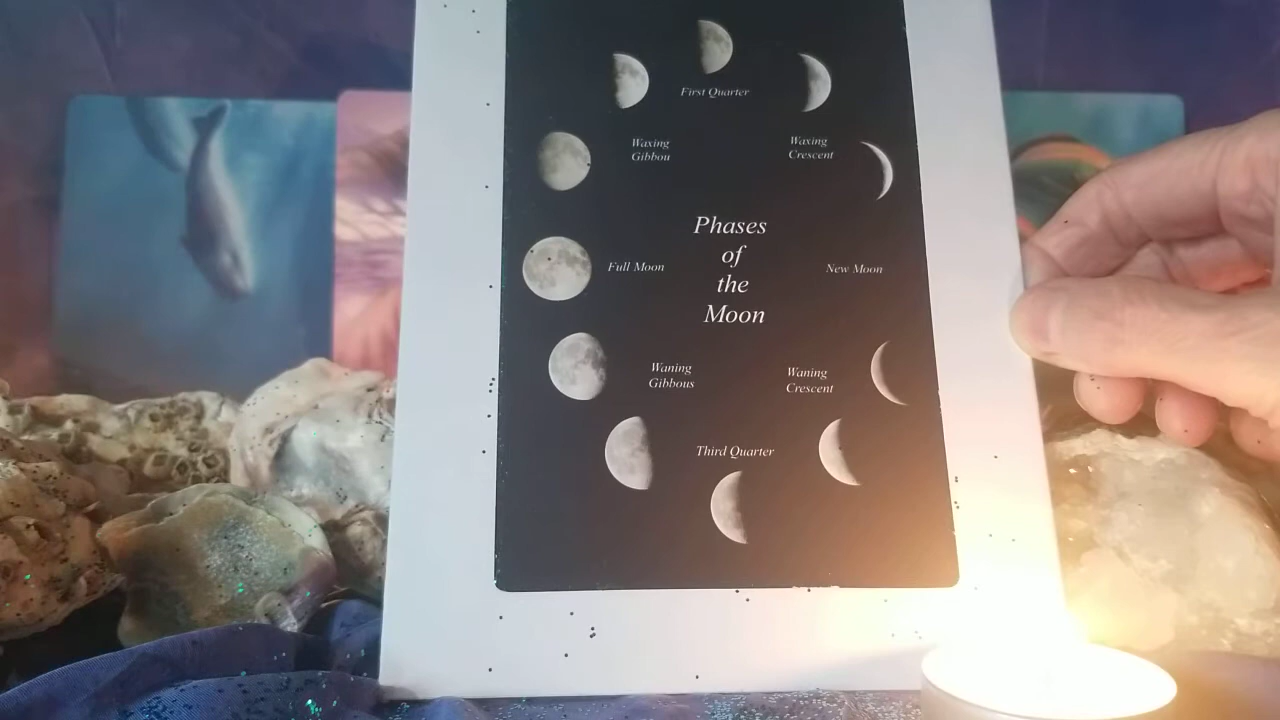 First Quarter
Waxing
Gibbou
Waxing
Crescent
Phases
of
the
Moon
Full Moon
New Moon
Waning
Gibbous
Waning
Crescent
Third Quarter